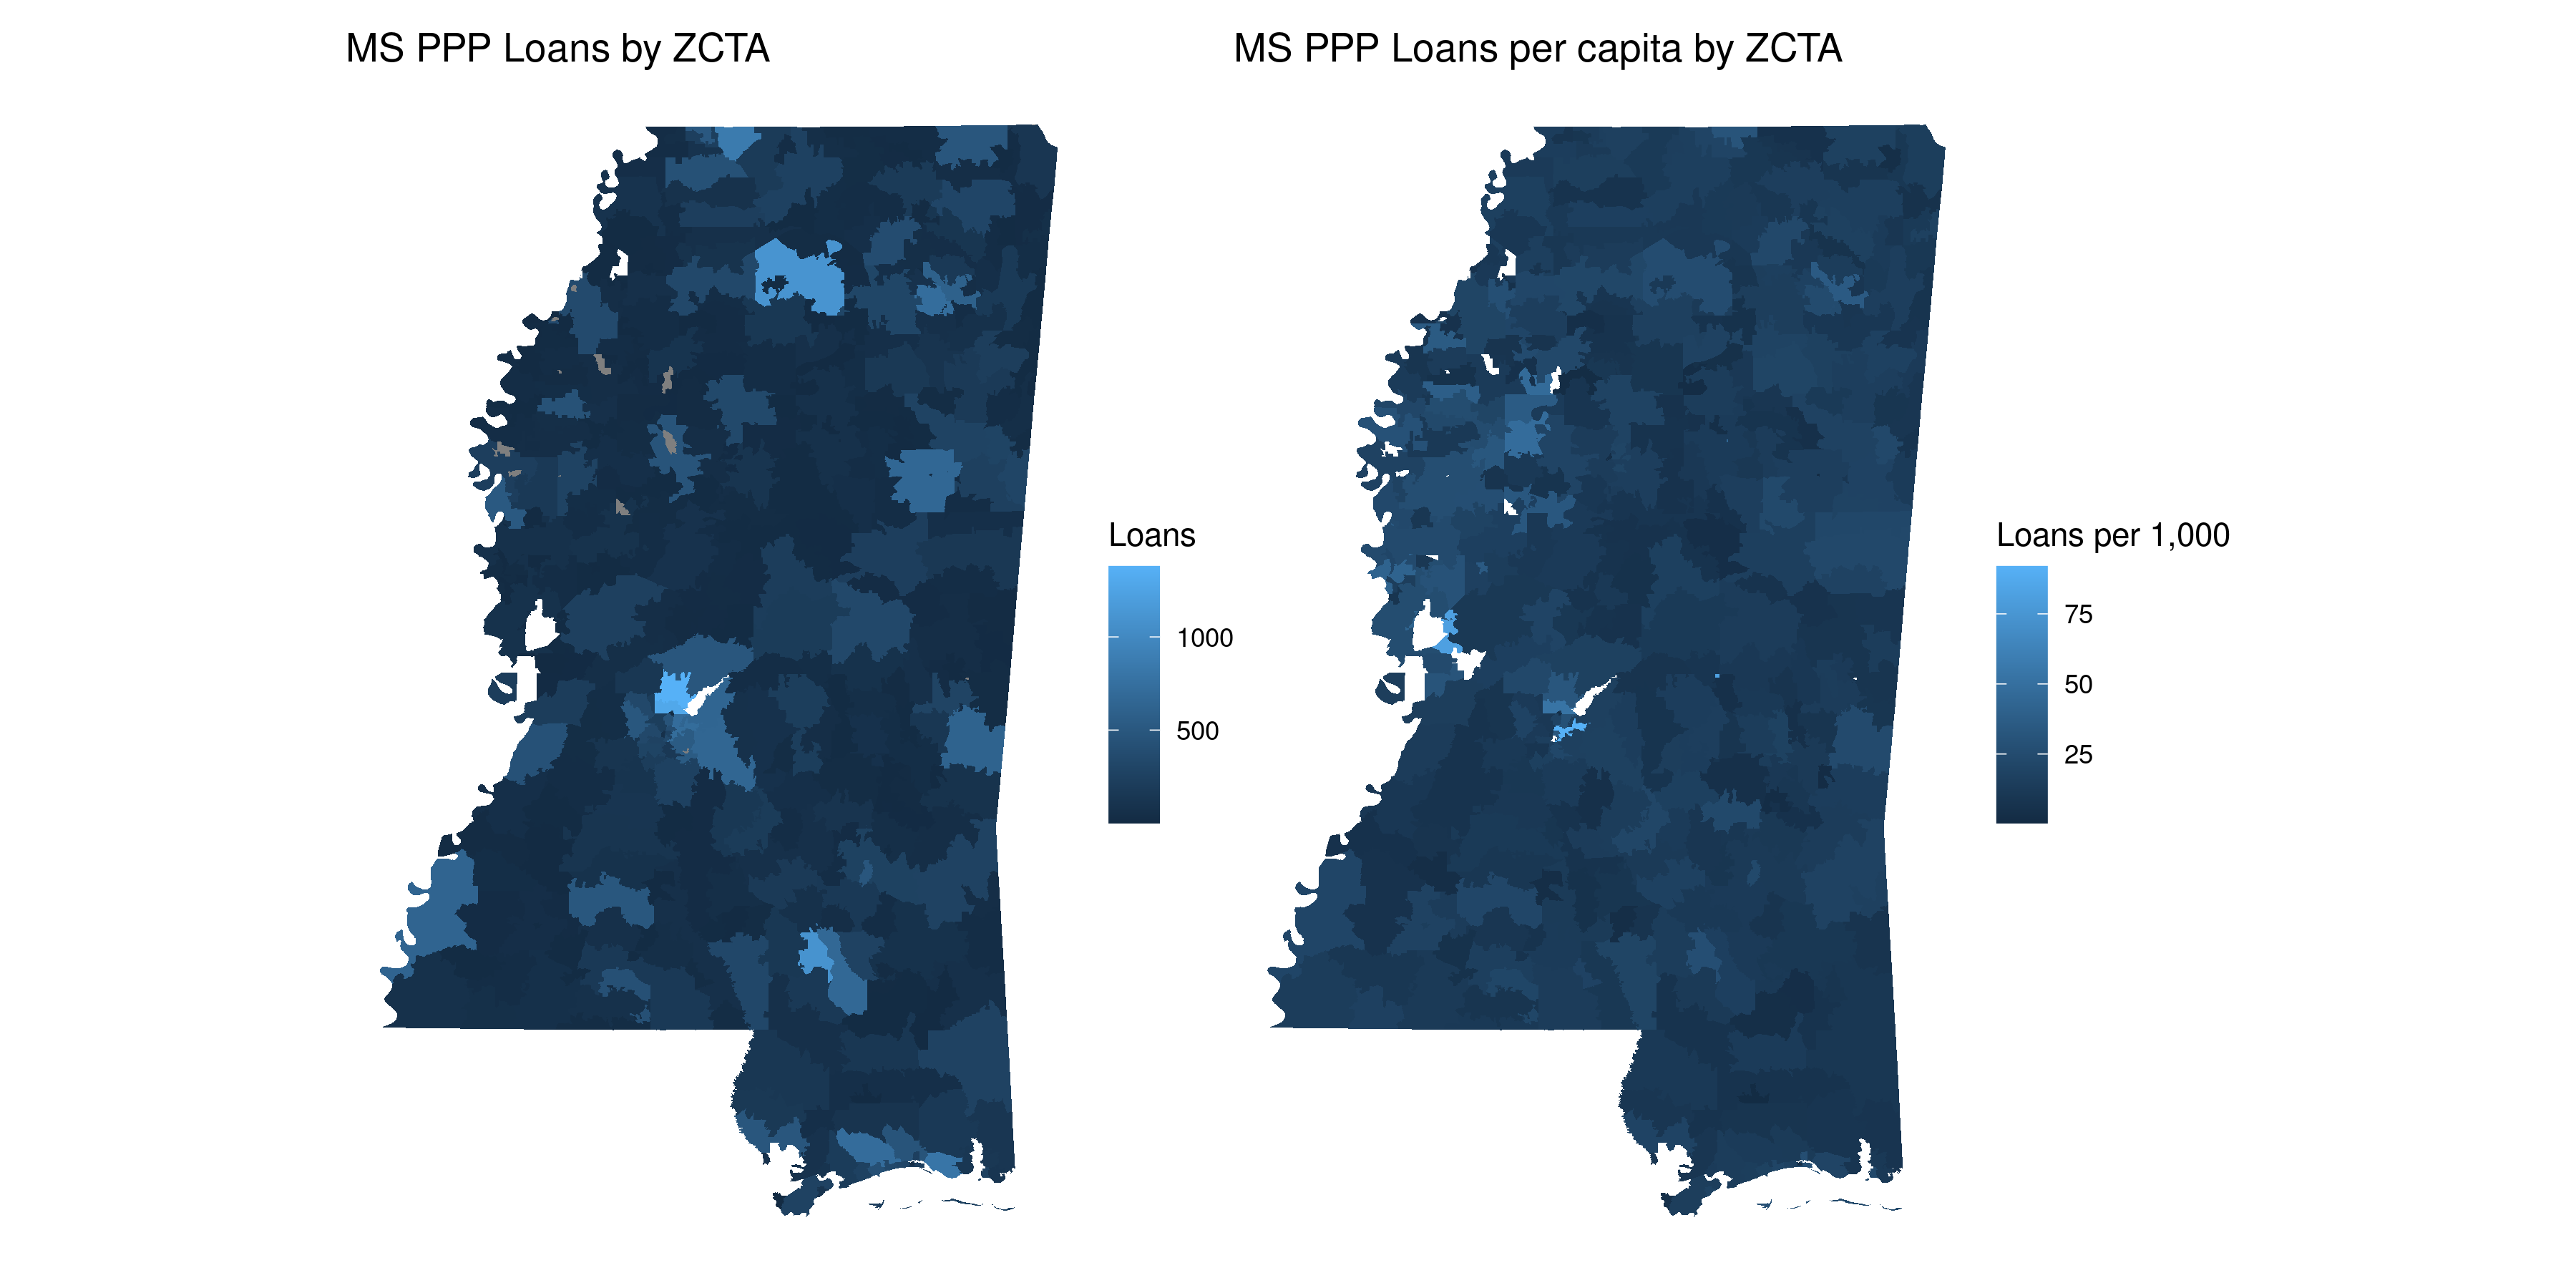 MS PPP Loans by ZCTA
MS PPP Loans per capita by ZCTA
Loans
1000
500
Loans per 1,000
75
50
25